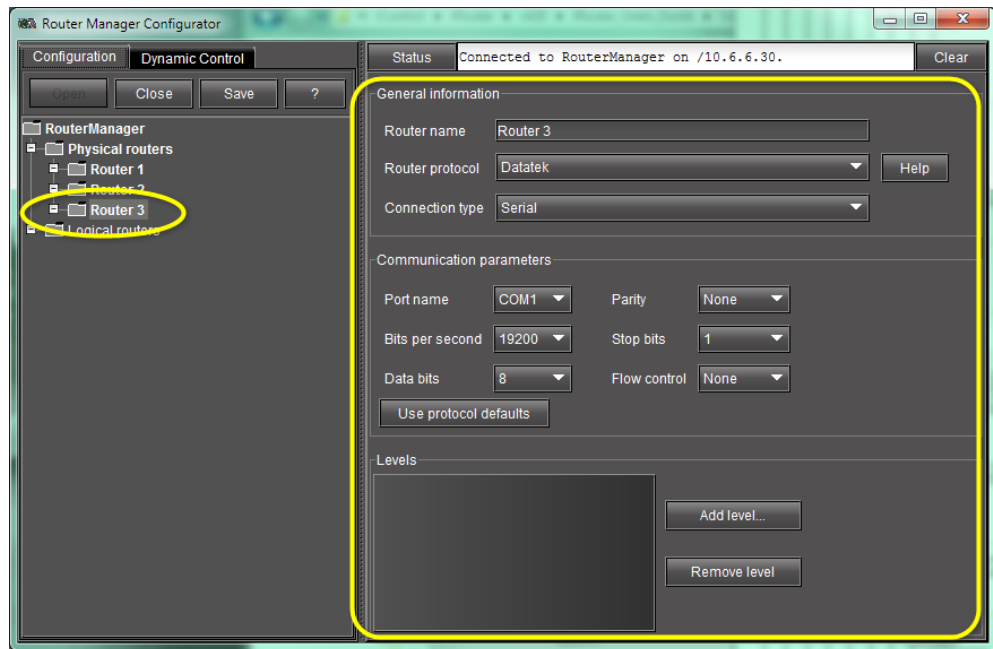 Router Manager Configurator
Configuration Dynamic Control
Open Close Save ?
RouterManager
Physical routers
Router 1
Router 2
Router 3
Logical routers
Status Connected to RouterManager on /10.6.6.30. Clear
General information
Router name Router 3
Router protocol Datatek Help
Connection type Serial
Communication parameters
Port name COM1 Parity None
Bits per second 19200 Stop bits 1
Data bits 8 Flow control None
Use protocol defaults
Levels
Add level...
Remove level